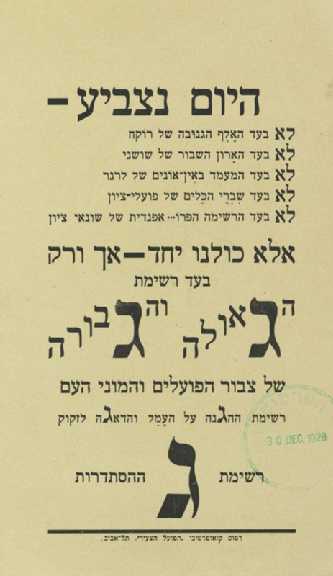 היום נצביע –
לא בעד האָלֶף הגנובה של רוקח
לא בעד הארון השבור של שושני
לא בעד המעמד באין־אונים של לרנר
לא בעד שברי הכלים של פועלי־ציון
לא בעד הרשימה הפרו... אפנדית של שונאי ציון
אלא כולנו יחד – אך ורק
בעד רשימת
הגאולה והגבורה
של צבור הפועלים והמוני העם
רשימת ההגנה על העָמֵל והדאגה לזקוק
רשימת ג ההסתדרות
30 DEC. 1928
דפוס קואופרטיבי "הפועל הצעיר", תל־אביב.